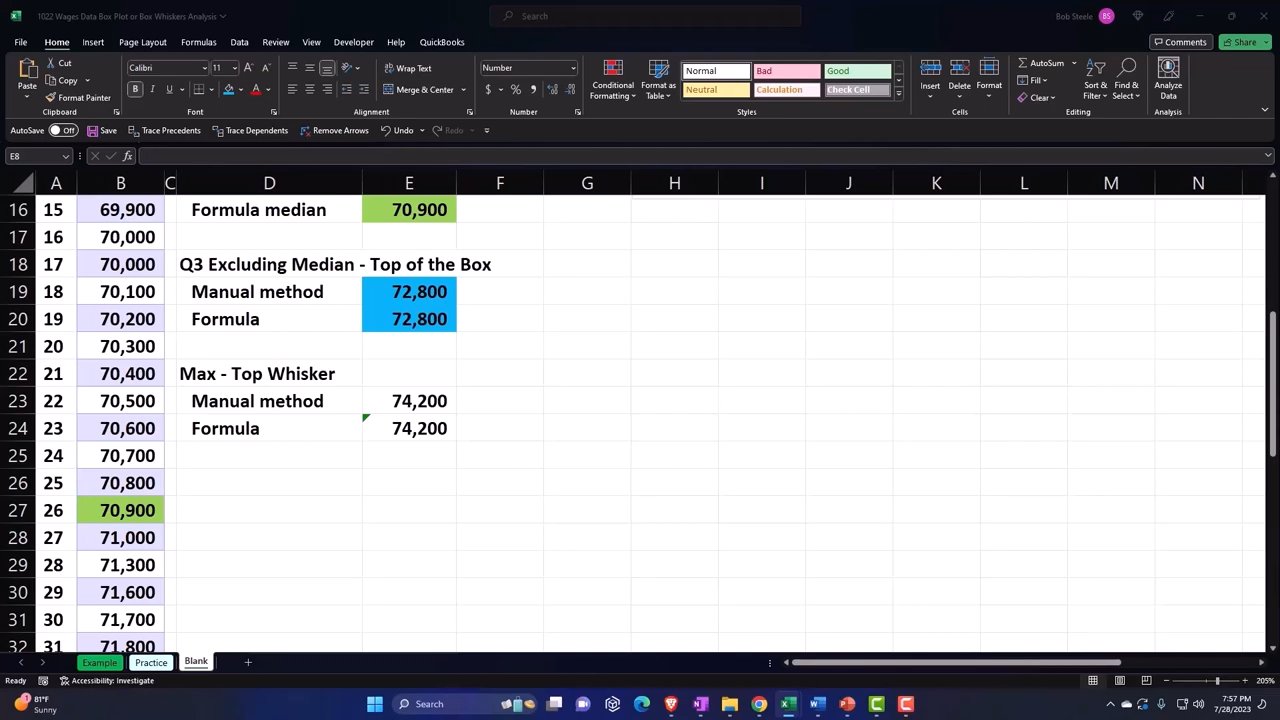 1022 Wages Data Box Plot or Box Whiskers Analysis
Search
Bob Steele BS
File Home Insert Page Layout Formulas Data Review View Developer Help QuickBooks Comments Share
Paste Cut Copy Format Painter Clipboard
Calibri 11 Font
Wrap Text Merge & Center Alignment
Number Number
Conditional Formatting Format as Table
Normal Bad Good
Neutral Calculation Check Cell
Styles
Insert Delete Format Cells
AutoSum Fill Clear Sort & Filter Find & Select Editing
Analyze Data Analysis
AutoSave Off Save Trace Precedents Trace Dependents Remove Arrows Undo Redo
E8 fx
A B C D E F G H I J K L M N
16 15 69,900 Formula median 70,900
17 16 70,000
18 17 70,000 Q3 Excluding Median - Top of the Box
19 18 70,100 Manual method 72,800
20 19 70,200 Formula 72,800
21 20 70,300
22 21 70,400 Max - Top Whisker
23 22 70,500 Manual method 74,200
24 23 70,600 Formula 74,200
25 24 70,700
26 25 70,800
27 26 70,900
28 27 71,000
29 28 71,300
30 29 71,600
31 30 71,700
32 31 71,800
Example Practice Blank
Ready Accessibility: Investigate 205%
81°F
Sunny
Search
7:57 PM
7/28/2023